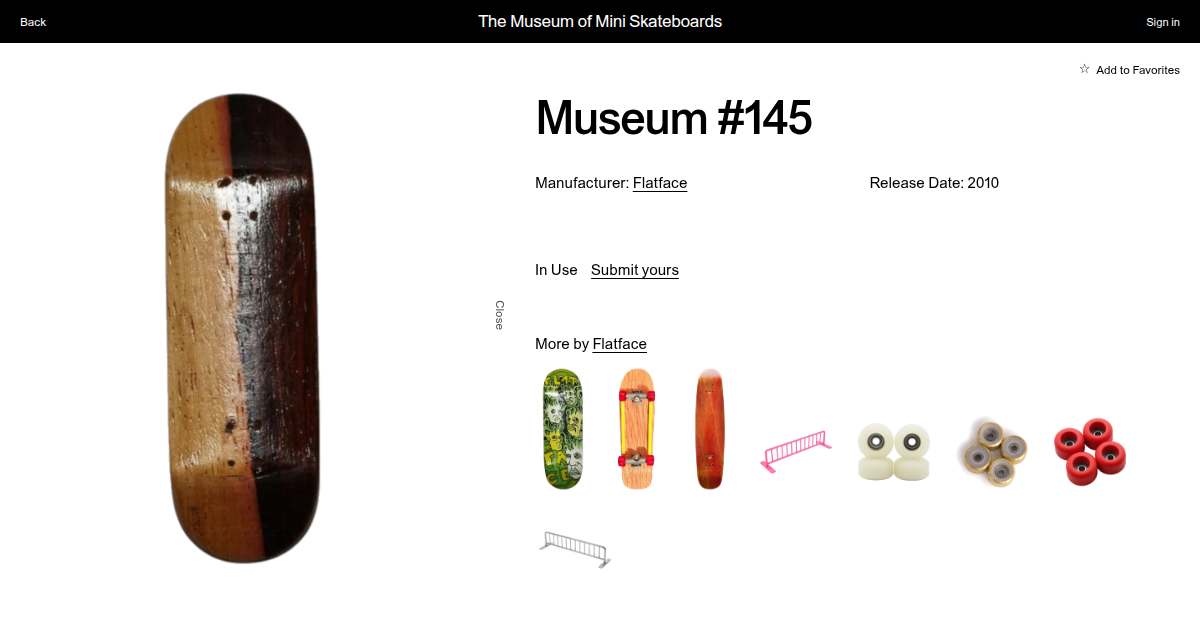 Back
The Museum of Mini Skateboards
Sign in
☆ Add to Favorites
Museum #145
Manufacturer: Flatface
Release Date: 2010
In Use Submit yours
Close
More by Flatface